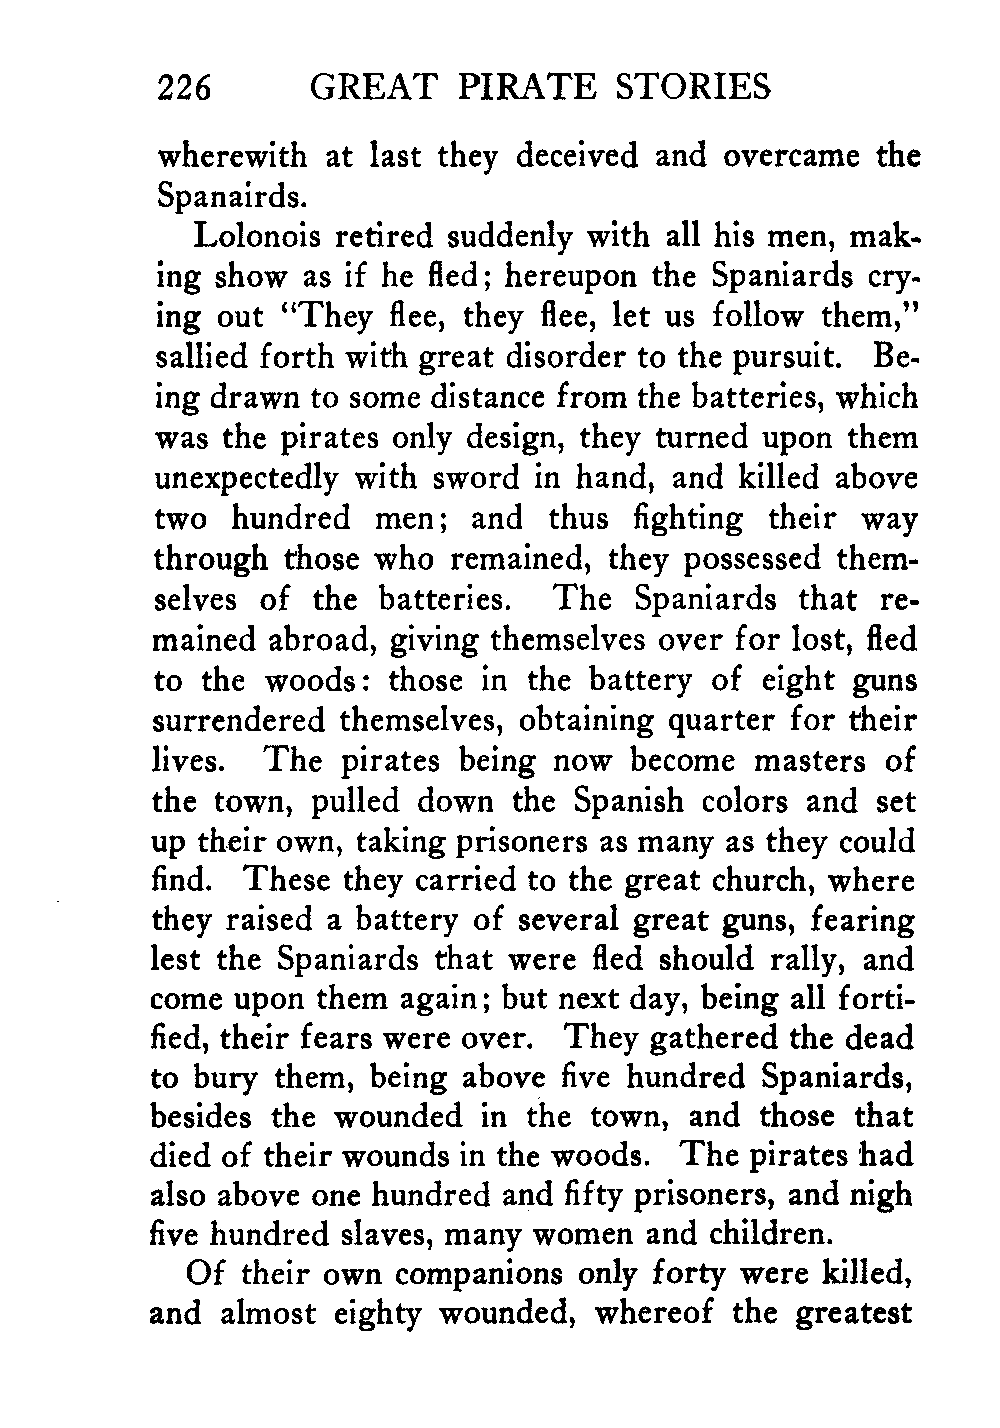 226 GREAT PIRATE STORIES
wherewith at last they deceived and overcame the
Spanairds.
Lolonois retired suddenly with all his men, mak-
ing show as if he fled; hereupon the Spaniards cry-
ing out "They flee, they flee, let us follow them,"
sallied forth with great disorder to the pursuit. Be-
ing drawn to some distance from the batteries, which
was the pirates only design, they turned upon them
unexpectedly with sword in hand, and killed above
two hundred men; and thus fighting their way
through those who remained, they possessed them-
selves of the batteries. The Spaniards that re-
mained abroad, giving themselves over for lost, fled
to the woods: those in the battery of eight guns
surrendered themselves, obtaining quarter for their
lives. The pirates being now become masters of
the town, pulled down the Spanish colors and set
up their own, taking prisoners as many as they could
find. These they carried to the great church, where
they raised a battery of several great guns, fearing
lest the Spaniards that were fled should rally, and
come upon them again; but next day, being all forti-
fied, their fears were over. They gathered the dead
to bury them, being above five hundred Spaniards,
besides the wounded in the town, and those that
died of their wounds in the woods. The pirates had
also above one hundred and fifty prisoners, and nigh
five hundred slaves, many women and children.
Of their own companions only forty were killed,
and almost eighty wounded, whereof the greatest